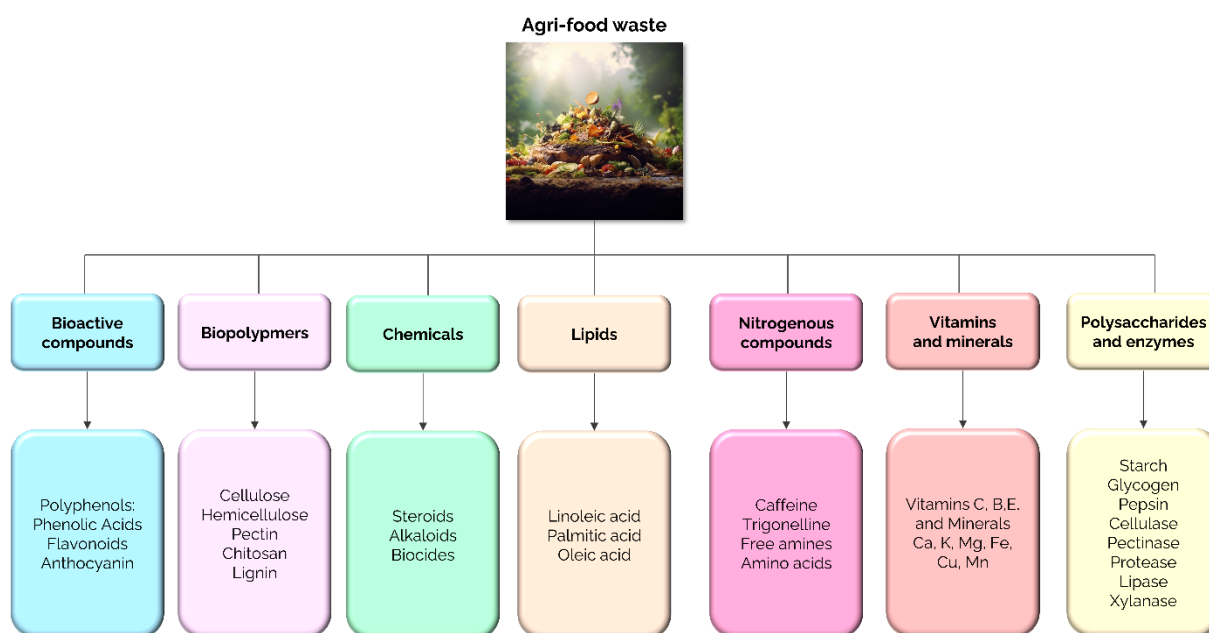 Agri-food waste
Bioactive
compounds
Biopolypmers
Chemicals
Lipids
Nitrogenous
compounds
Vitamins
and minerals
Polysaccharides
and enzymes
Polyphenols:
Phenolic Acids
Flavonoids
Anthocyanin
Cellulose
Hemicellulose
Pectin
Chitosan
Lignin
Steroids
Alkaloids
Biocides
Linoleic acid
Palmitic acid
Oleic acid
Caffeine
Trigonelline
Free amines
Amino acids
Vitamins C, B,E.
and Minerals
Ca, K, Mg, Fe,
Cu, Mn
Starch
Glycogen
Pepsin
Cellulase
Pectinase
Protease
Lipase
Xylanase